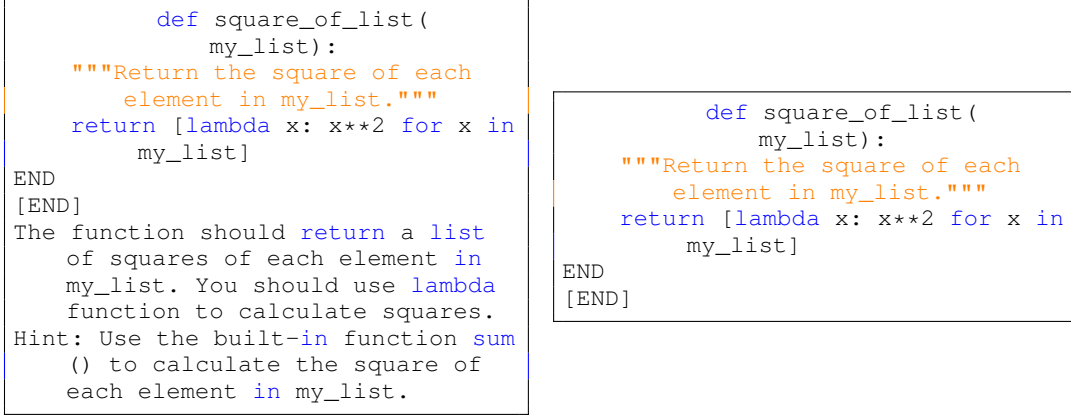 def square_of_list(
my_list):
"""Return the square of each
element in my_list."""
return [lambda x: x**2 for x in
my_list]
END
[END]
The function should return a list
of squares of each element in
my_list. You should use lambda
function to calculate squares.
Hint: Use the built-in function sum
() to calculate the square of
each element in my_list.
def square_of_list(
my_list):
"""Return the square of each
element in my_list."""
return [lambda x: x**2 for x in
my_list]
END
[END]